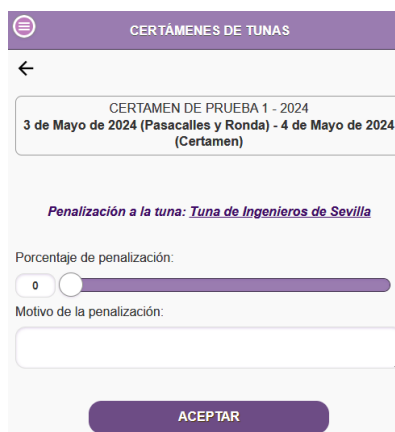 CERTÁMENES DE TUNAS
CERTAMEN DE PRUEBA 1 - 2024
3 de Mayo de 2024 (Pasacalles y Ronda) - 4 de Mayo de 2024
(Certamen)
Penalización a la tuna: Tuna de Ingenieros de Sevilla
Porcentaje de penalización:
0
Motivo de la penalización:
ACEPTAR